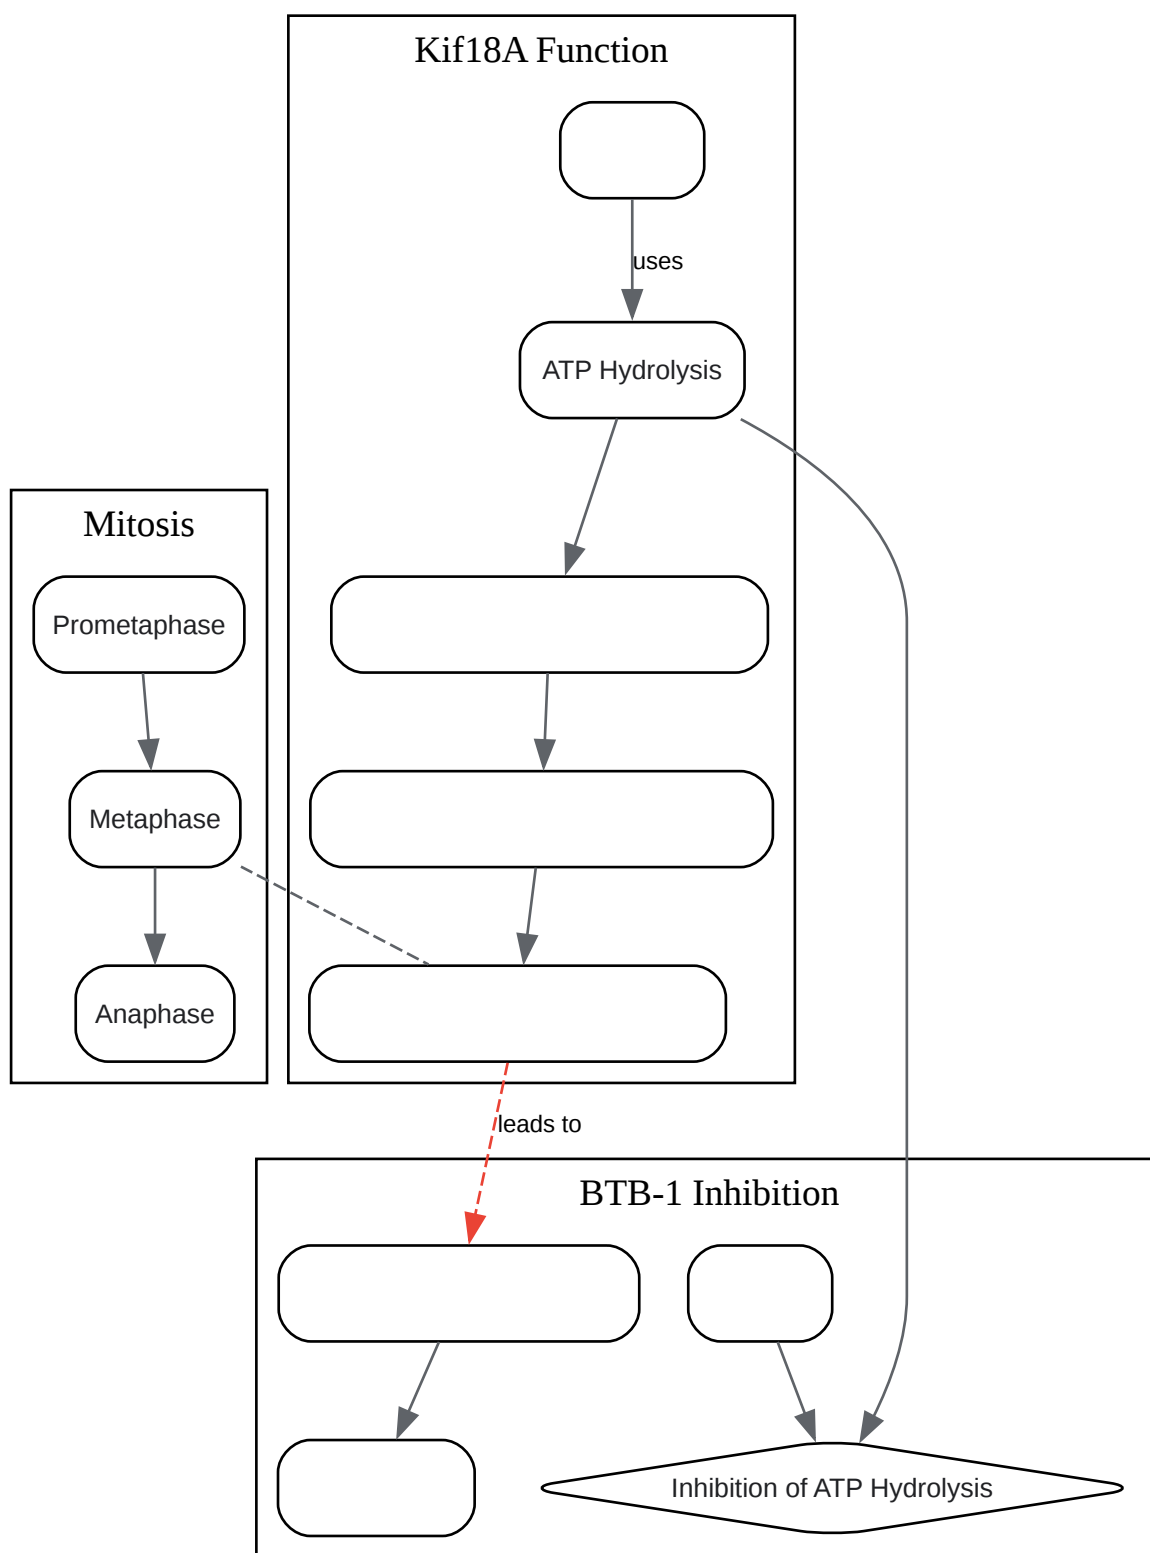 Kif18A Function
uses
ATP Hydrolysis
Mitosis
Prometaphase
Metaphase
Anaphase
leads to
BTB-1 Inhibition
Inhibition of ATP Hydrolysis